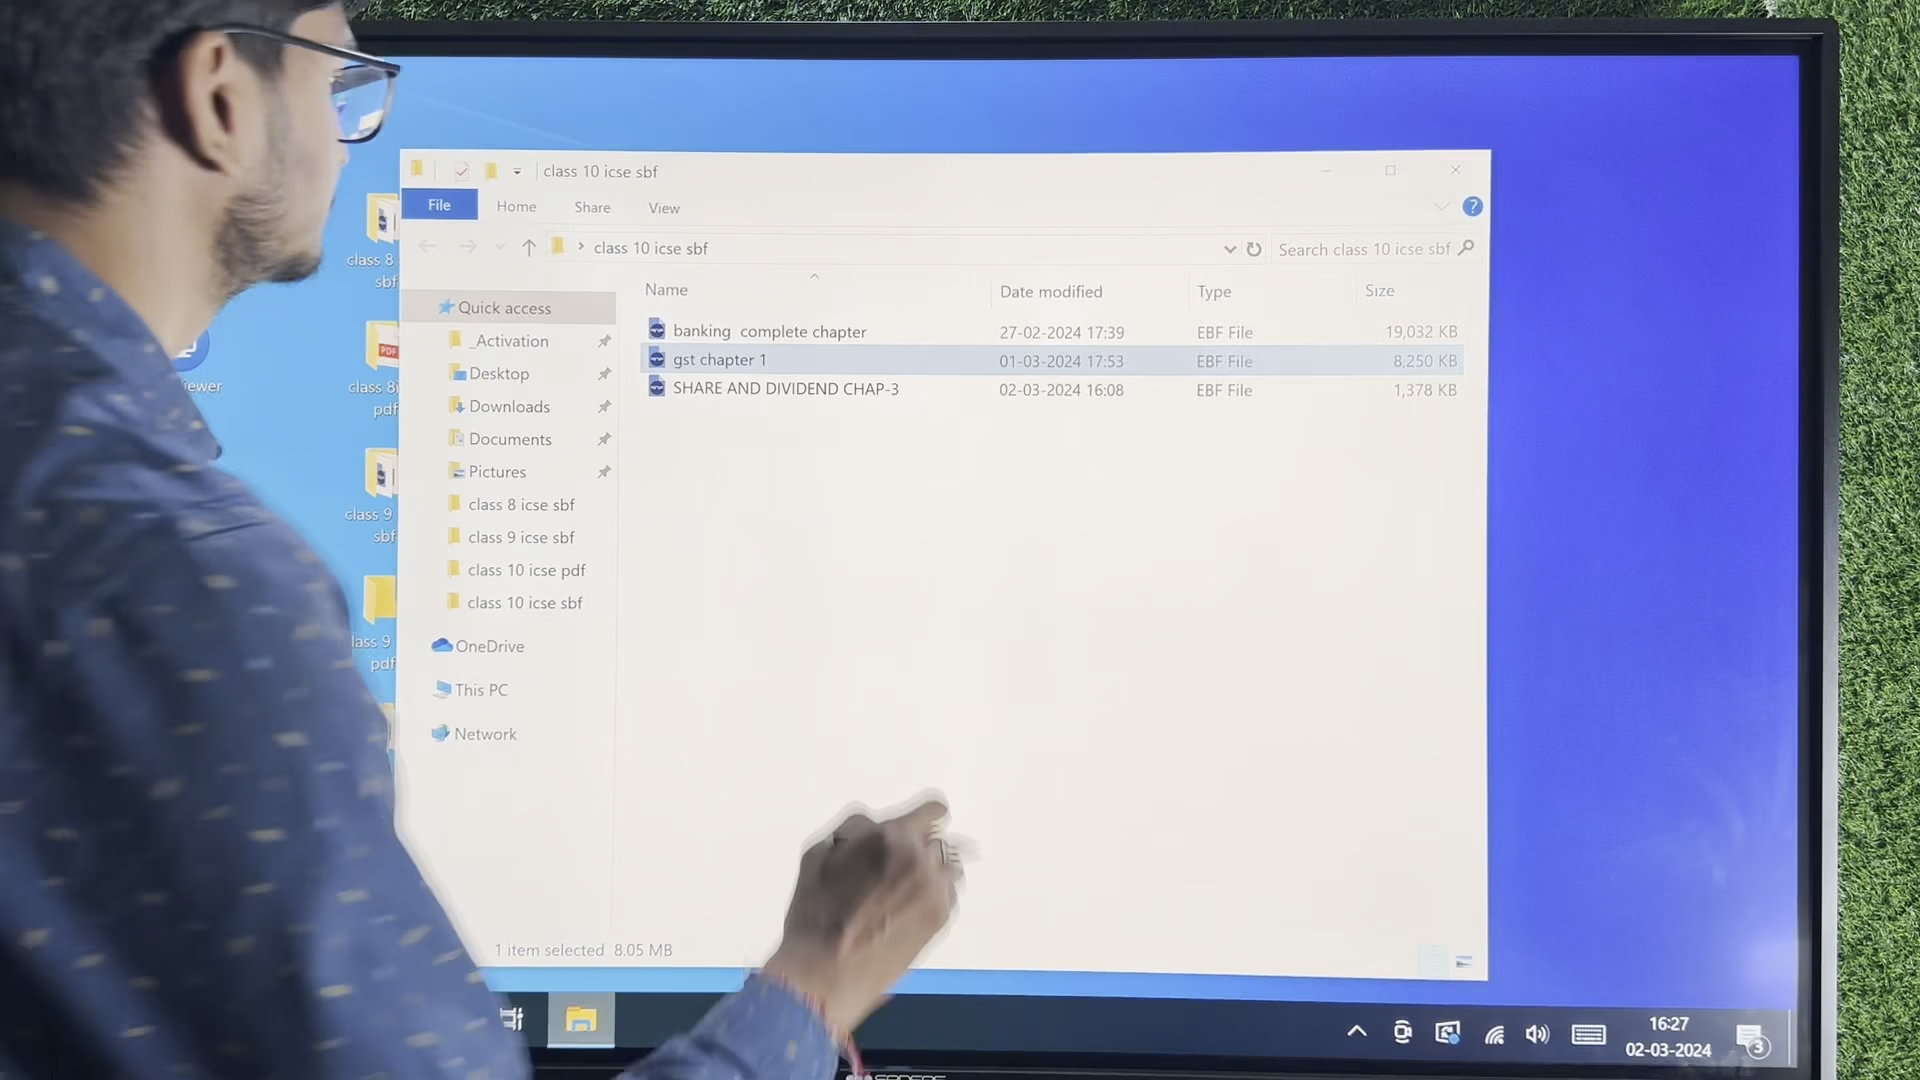 class 10 icse sbf
File Home Share View
class 10 icse sbf
Search class 10 icse sbf
Name Date modified Type Size
banking complete chapter 27-02-2024 17:39 EBF File 19,032 KB
gst chapter 1 01-03-2024 17:53 EBF File 8,250 KB
SHARE AND DIVIDEND CHAP-3 02-03-2024 16:08 EBF File 1,378 KB
Quick access
_Activation
Desktop
Downloads
Documents
Pictures
class 8 icse sbf
class 9 icse sbf
class 10 icse pdf
class 10 icse sbf
OneDrive
This PC
Network
1 item selected 8.05 MB
class 8
sbf
PDF
class 8
pdf
class 9
sbf
lass 9
pdf
iewer
16:27
02-03-2024
3